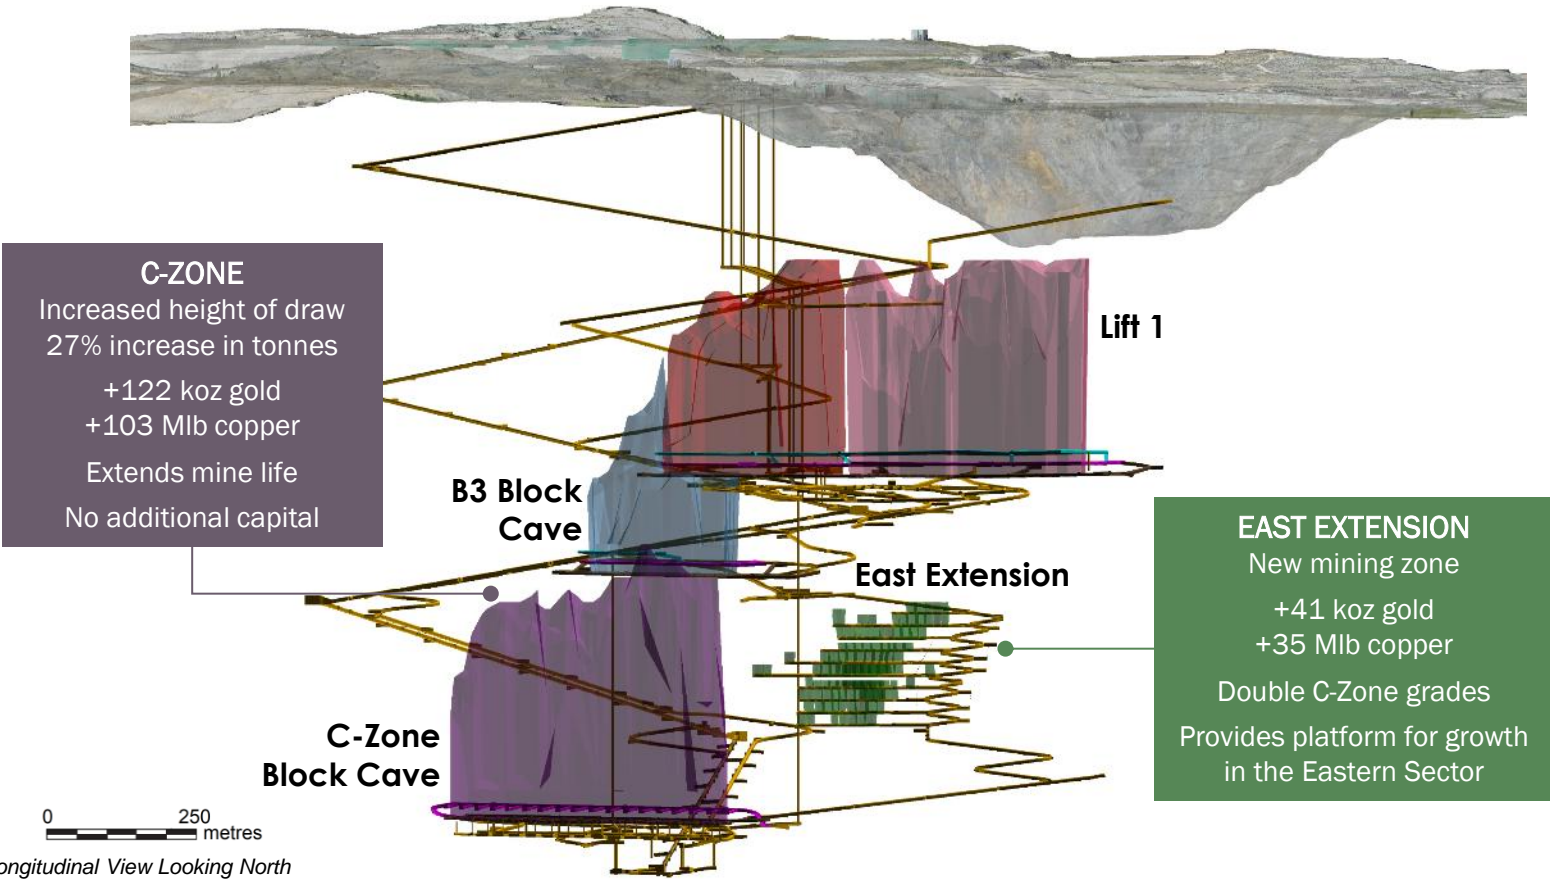 C-ZONE
Increased height of draw
27% increase in tonnes
+122 koz gold
+103 Mlb copper
Extends mine life
No additional capital
Lift 1
B3 Block
Cave
East Extension
EAST EXTENSION
New mining zone
+41 koz gold
+35 Mlb copper
Double C-Zone grades
Provides platform for growth
in the Eastern Sector
C-Zone
Block Cave
0 250
metres
ongitudinal View Looking North